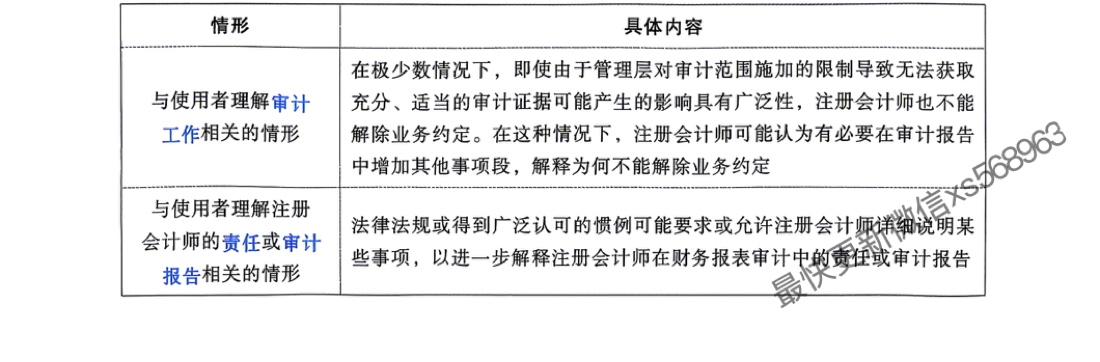 情形
具体内容
与使用者理解审计
工作相关的情形
在极少数情况下，即使由于管理层对审计范围施加的限制导致无法获取
充分、适当的审计证据可能产生的影响具有广泛性，注册会计师也不能
解除业务约定。在这种情况下，注册会计师可能认为有必要在审计报告
中增加其他事项段，解释为何不能解除业务约定
与使用者理解注册
会计师的责任或审计
报告相关的情形
法律法规或得到广泛认可的惯例可能要求或允许注册会计师详细说明某
些事项，以进一步解释注册会计师在财务报表审计中的责任或审计报告
最快更新微信xs568963